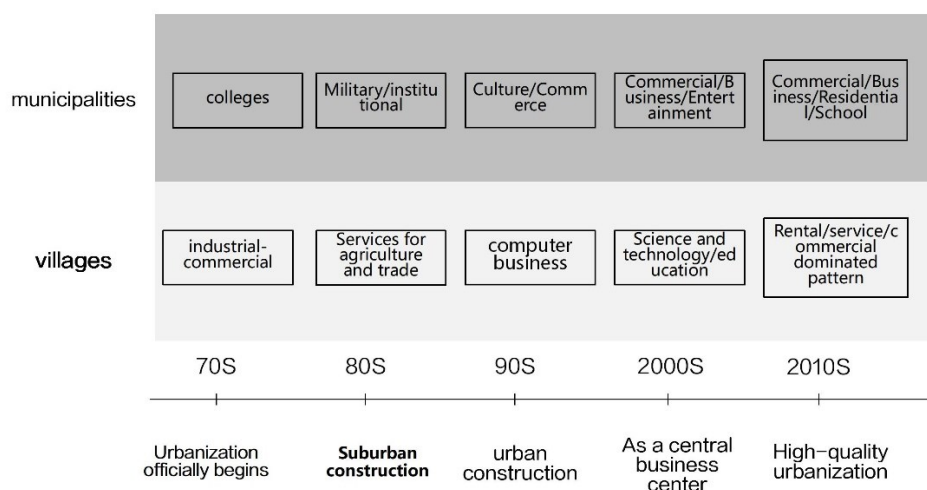 municipalities
colleges
Military/institu
tional
Culture/Comm
erce
Commercial/B
usiness/Entert
ainment
Commercial/Bus
iness/Residentia
l/School
villages
industrial-
commercial
Services for
agriculture
and trade
computer
business
Science and
technology/ed
ucation
Rental/service/c
ommercial
dominated
pattern
70S
80S
90S
2000S
2010S
Urbanization
officially begins
Suburban
construction
urban
construction
As a central
business
center
High-quality
urbanization